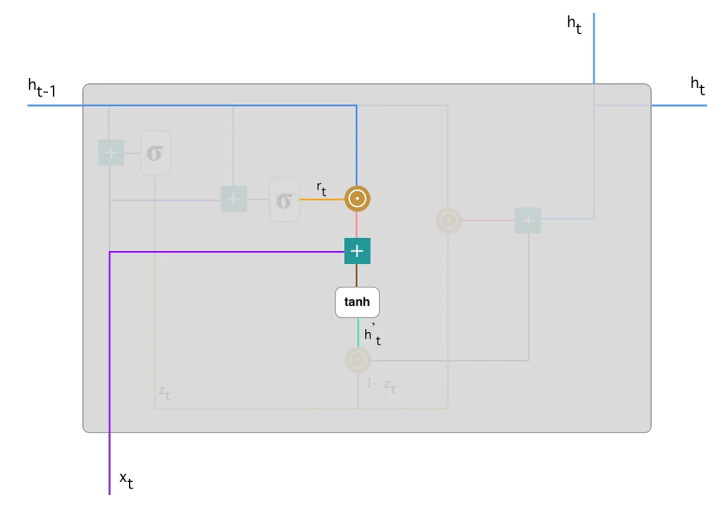 h_t
h_t-1
h_t
+
σ
r_t
σ
+
+
+
tanh
h'_t
z_t
1- z_t
x_t